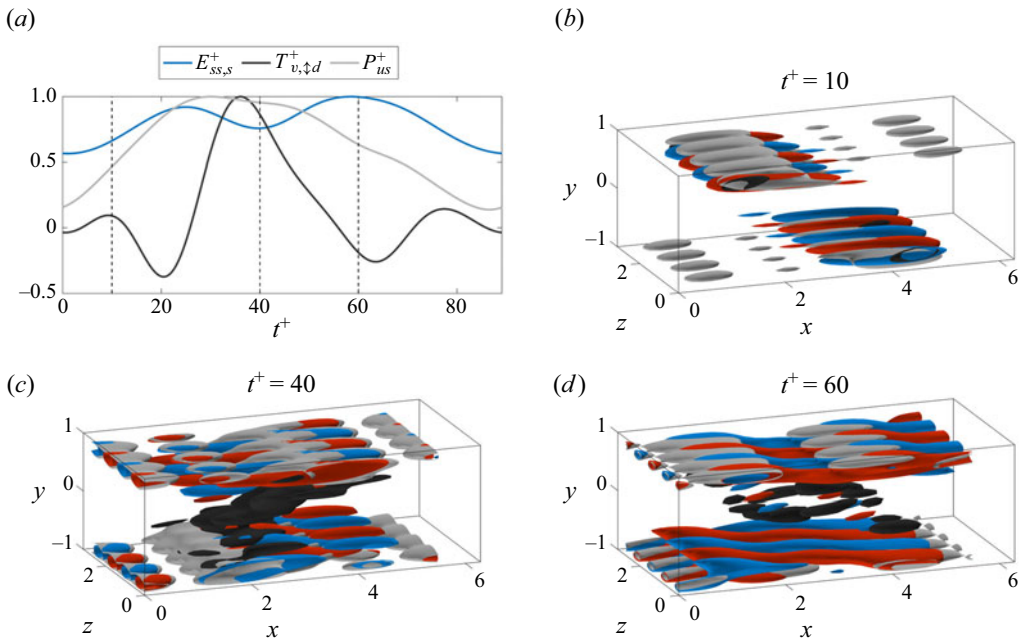 (a)
E⁺ss,s T⁺v,↕d P⁺us
1.0
0.5
0
−0.5
0 20 40 60 80
t⁺
(b)
t⁺ = 10
1
0
y
−1
2
0
z
0 2 4 6
x
(c)
t⁺ = 40
1
0
y
−1
2
0
z
0 2 4 6
x
(d)
t⁺ = 60
1
0
y
−1
2
0
z
0 2 4 6
x